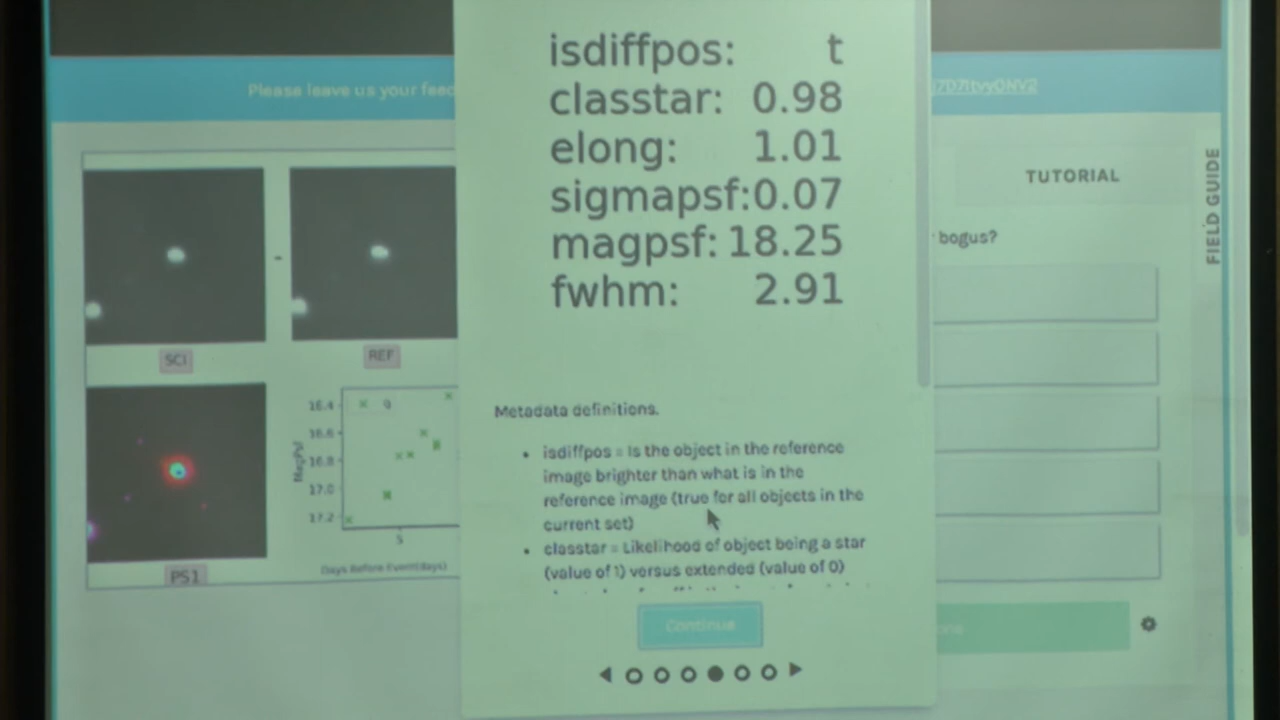 Please leave us your feed
j7D7ltvyONV2
isdiffpos: t
classtar: 0.98
elong: 1.01
sigmapsf:0.07
magpsf: 18.25
fwhm: 2.91
TUTORIAL
FIELD GUIDE
bogus?
SCI
-
REF
PS1
MagPsf
16.4
16.6
16.8
17.0
17.2
Days Before Event(days)
Metadada definitions.
• isdiffpos = Is the object in the reference
image brighter than what is in the
reference image (true for all objects in the
current set)
• classtar = Likelihood of object being a star
(value of 1) versus extended (value of 0)
Continue